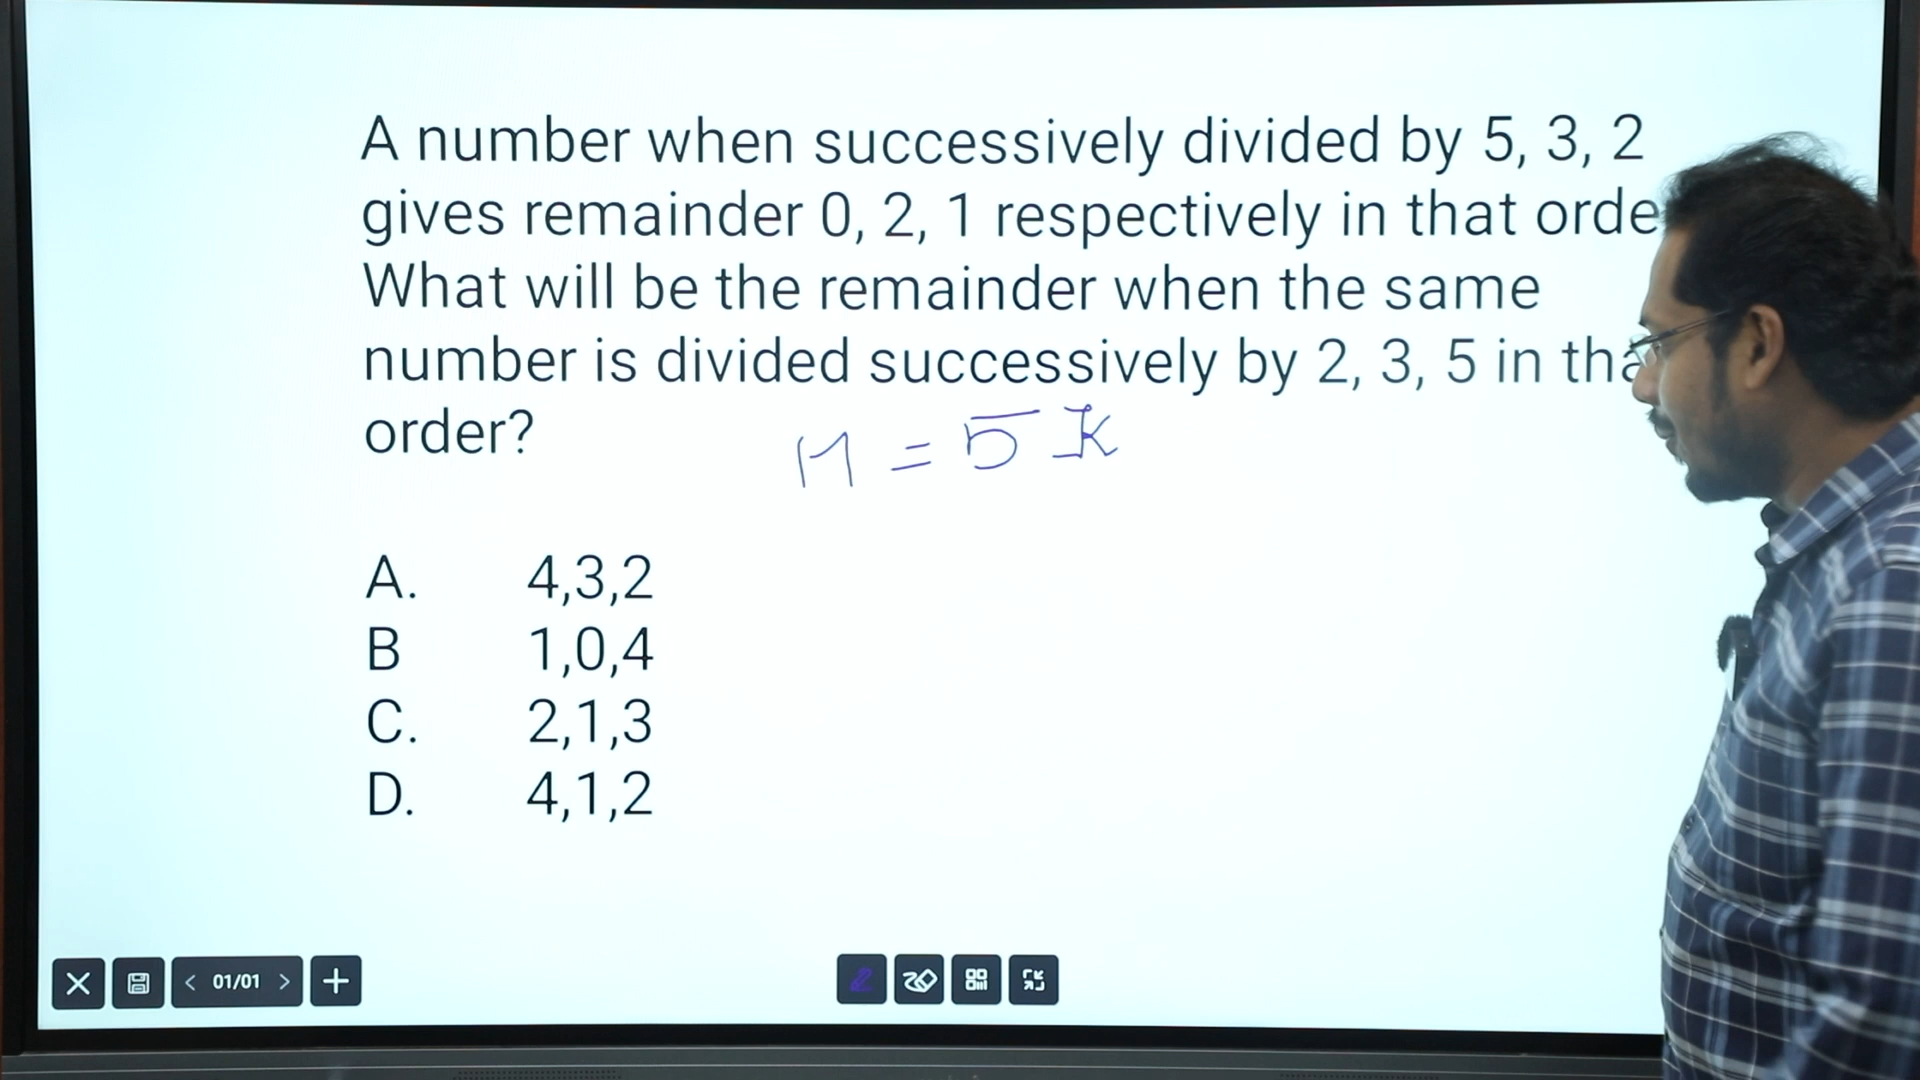 A number when successively divided by 5, 3, 2
gives remainder 0, 2, 1 respectively in that orde
What will be the remainder when the same
number is divided successively by 2, 3, 5 in tha
order?
M = 5 K
A. 4,3,2
B 1,0,4
C. 2,1,3
D. 4,1,2
01/01